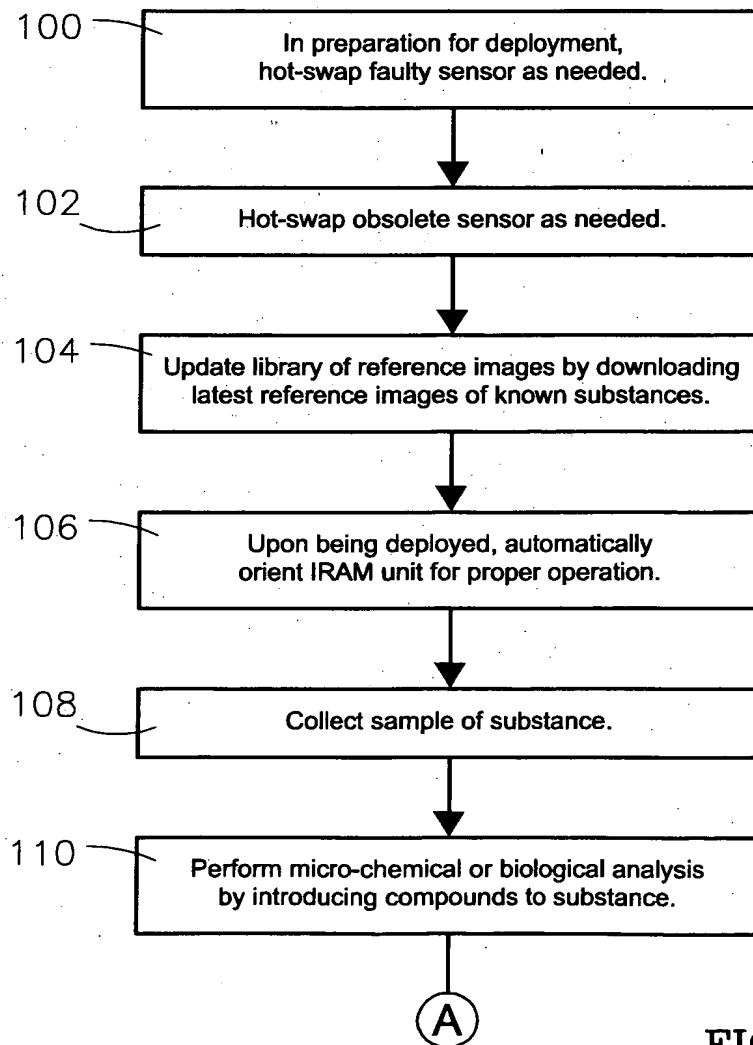 100
In preparation for deployment,
hot-swap faulty sensor as needed.
102
Hot-swap obsolete sensor as needed.
104
Update library of reference images by downloading
latest reference images of known substances.
106
Upon being deployed, automatically
orient IRAM unit for proper operation.
108
Collect sample of substance.
110
Perform micro-chemical or biological analysis
by introducing compounds to substance.
A